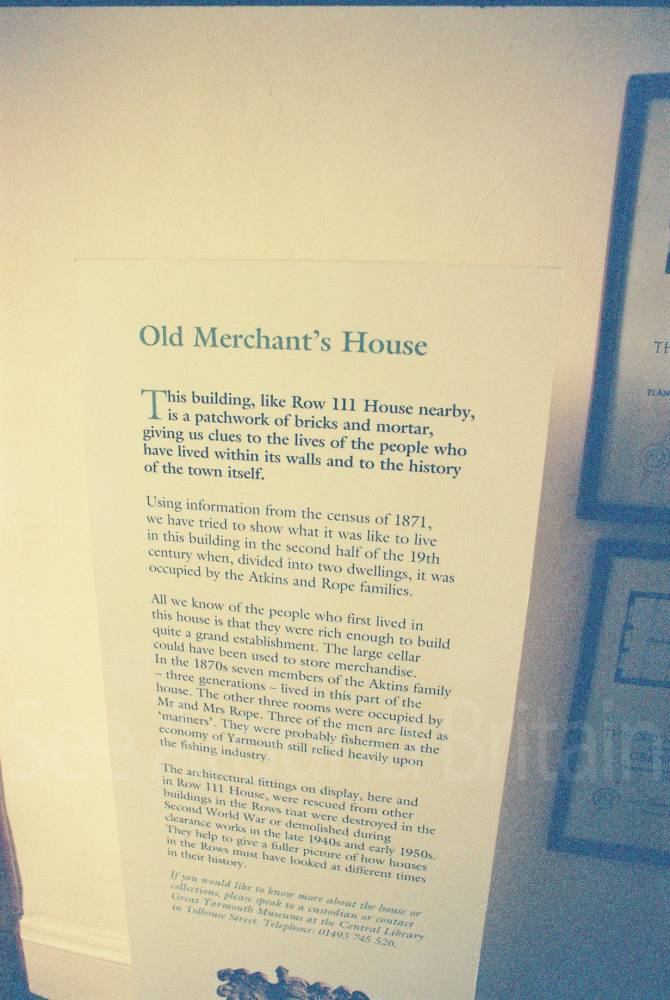 Old Merchant's House
This building, like Row 111 House nearby,
is a patchwork of bricks and mortar,
giving us clues to the lives of the people who
have lived within its walls and to the history
of the town itself.
Using information from the census of 1871,
we have tried to show what it was like to live
in this building in the second half of the 19th
century when, divided into two dwellings, it was
occupied by the Atkins and Rope families.
All we know of the people who first lived in
this house is that they were rich enough to build
quite a grand establishment. The large cellar
could have been used to store merchandise.
In the 1870s seven members of the Aktins family
– three generations – lived in this part of the
house. The other three rooms were occupied by
Mr and Mrs Rope. Three of the men are listed as
'mariners'. They were probably fishermen as the
economy of Yarmouth still relied heavily upon
the fishing industry.
The architectural fittings on display, here and
in Row 111 House, were rescued from other
buildings in the Rows that were destroyed in the
Second World War or demolished during
clearance works in the late 1940s and early 1950s.
They help to give a fuller picture of how houses
in the Rows must have looked at different times
in their history.
If you would like to know more about the house or
collections, please speak to a custodian or contact
Great Yarmouth Museums at the Central Library
in Tolhouse Street. Telephone: 01493 745 526.
TH
PLAN
Britain